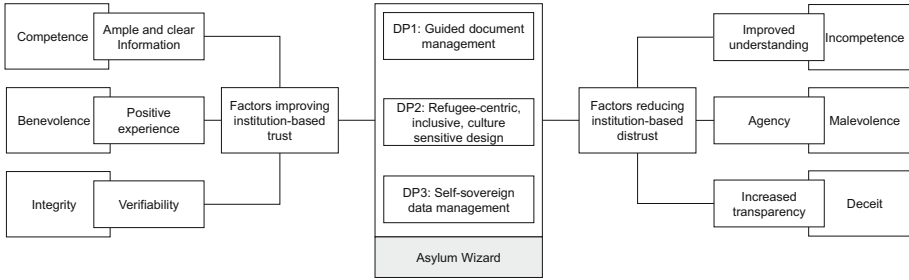 Competence
Ample and clear
Information
Benevolence
Positive
experience
Integrity
Verifiability
Factors improving
institution-based
trust
DP1: Guided document
management
DP2: Refugee-centric,
inclusive, culture
sensitive design
DP3: Self-sovereign
data management
Asylum Wizard
Factors reducing
institution-based
distrust
Improved
understanding
Incompetence
Agency
Malevolence
Increased
transparency
Deceit